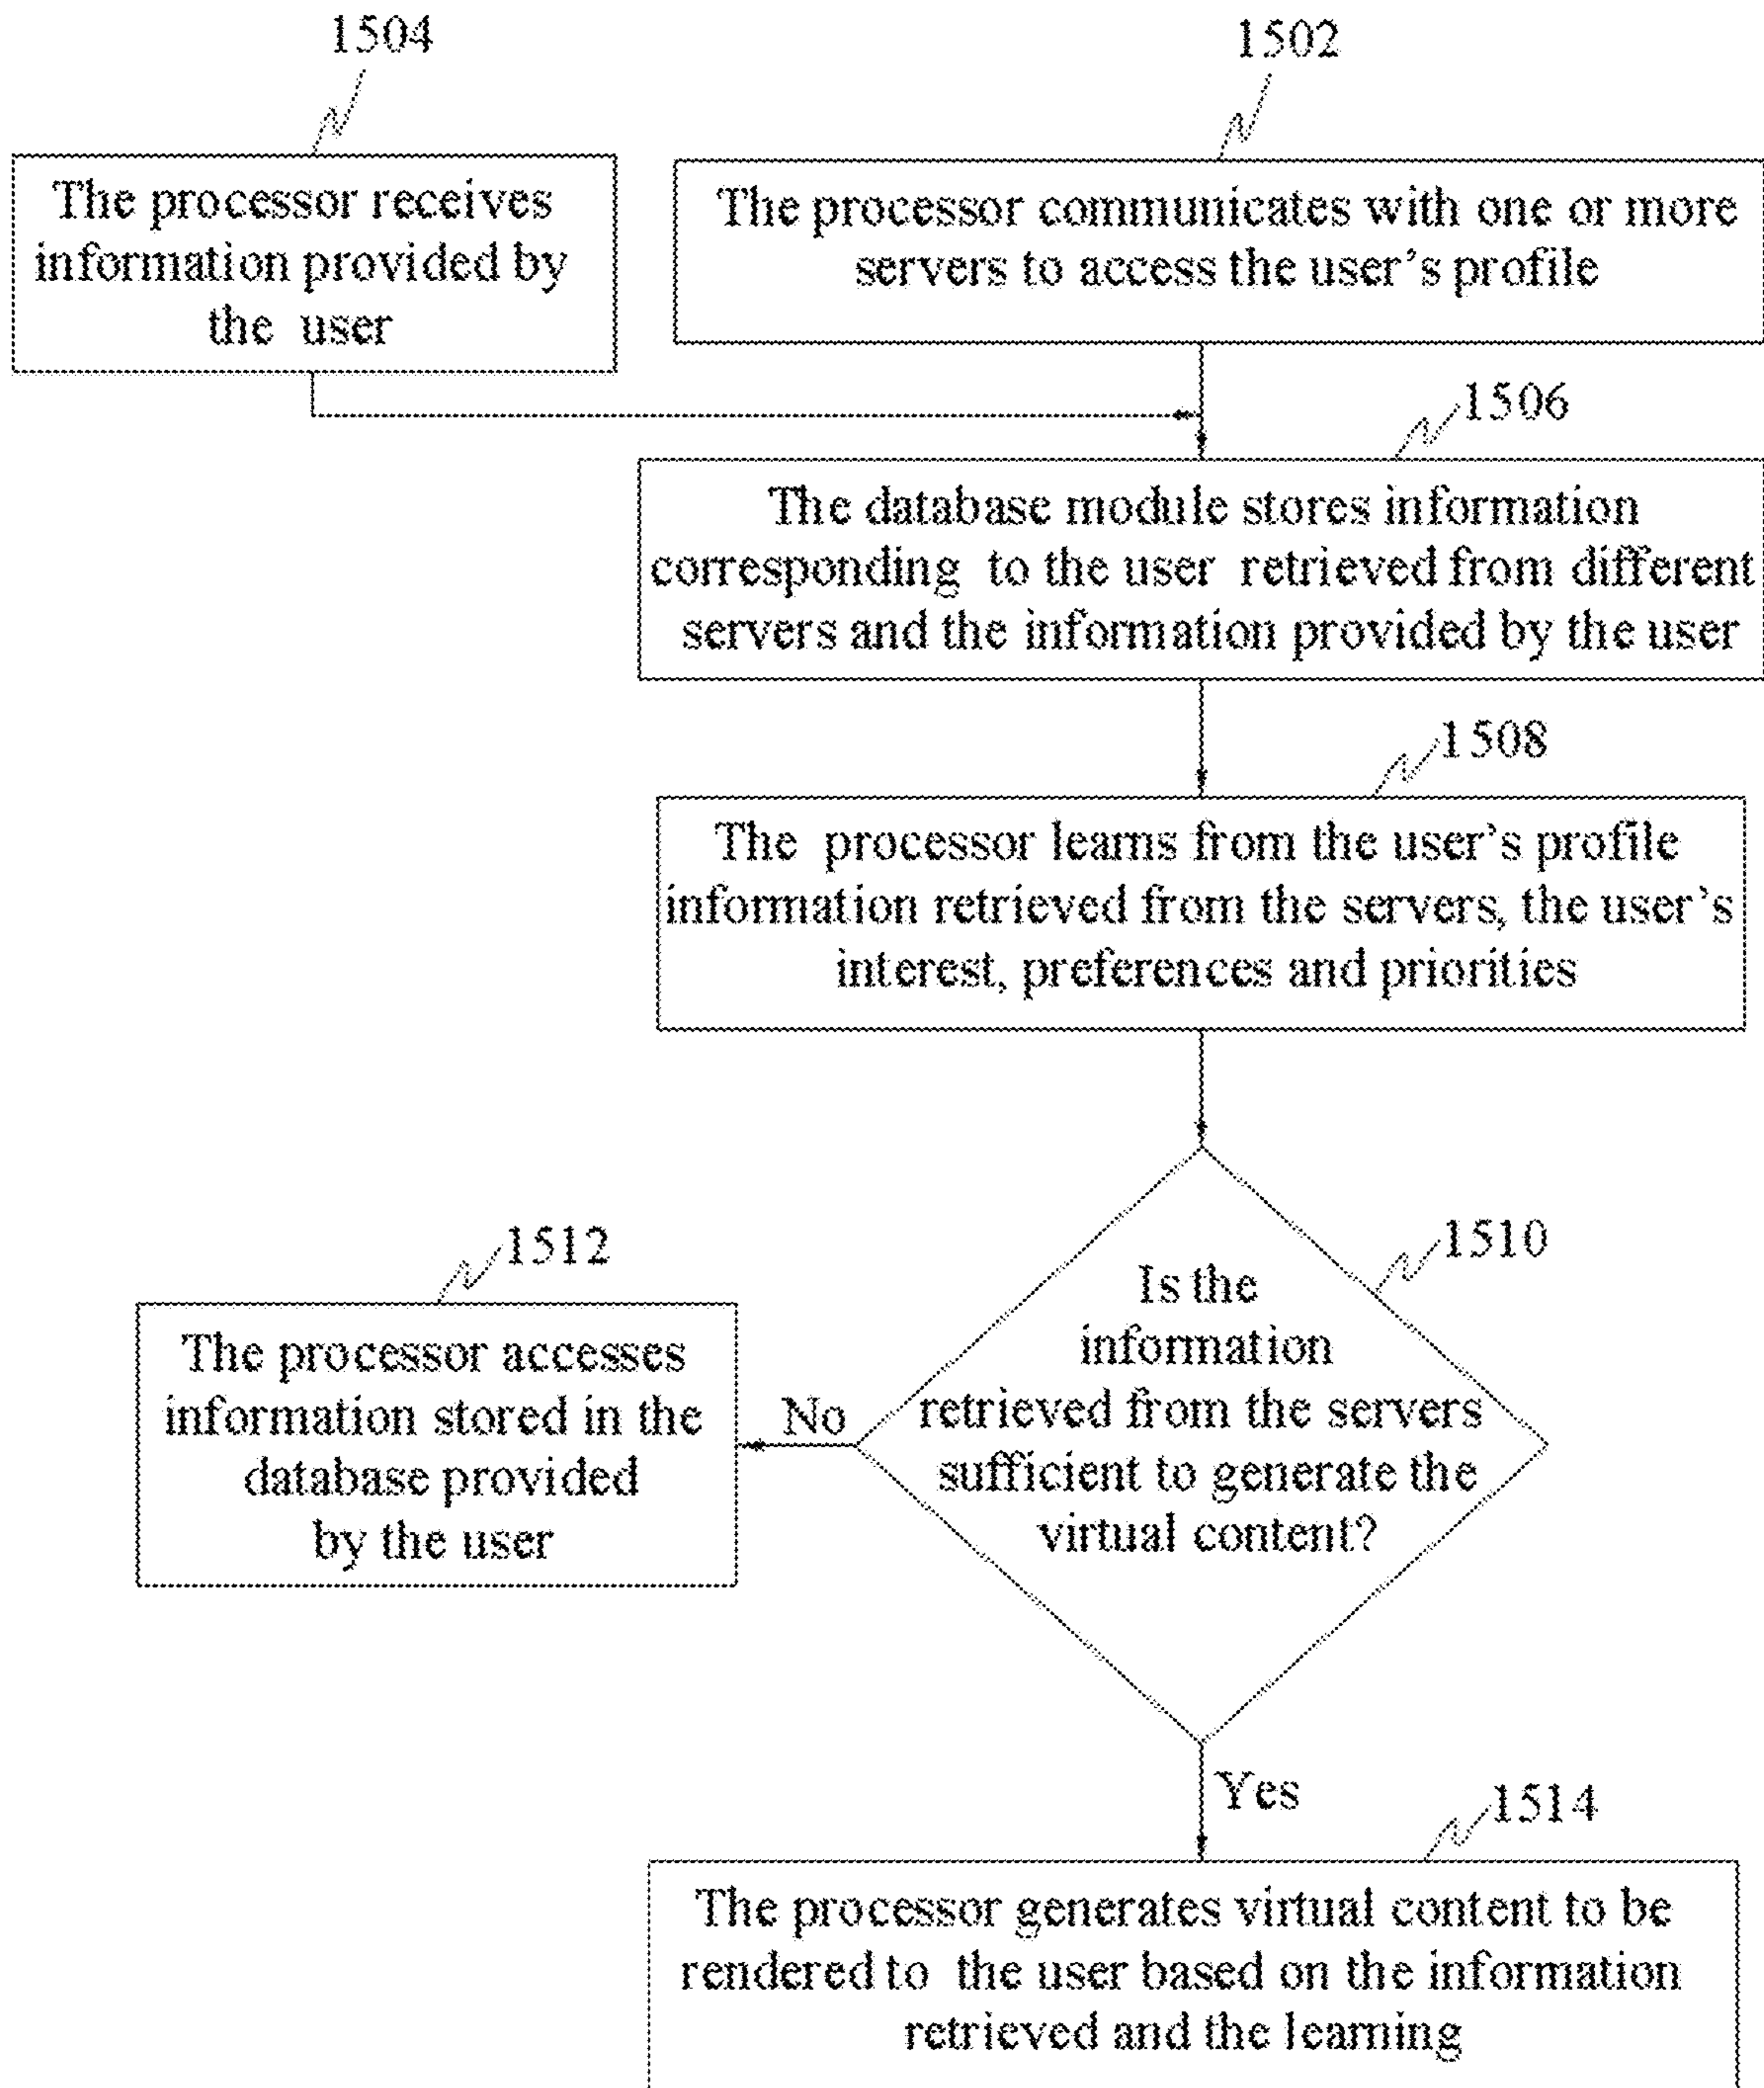 1504
1502
The processor receives
information provided by
the user
The processor communicates with one or more
servers to access the user's profile
1506
The database module stores information
corresponding to the user retrieved from different
servers and the information provided by the user
1508
The processor learns from the user's profile
information retrieved from the servers, the user's
interest, preferences and priorities
1510
Is the
information
retrieved from the servers
sufficient to generate the
virtual content?
1512
The processor accesses
information stored in the
database provided
by the user
No
Yes
1514
The processor generates virtual content to be
rendered to the user based on the information
retrieved and the learning